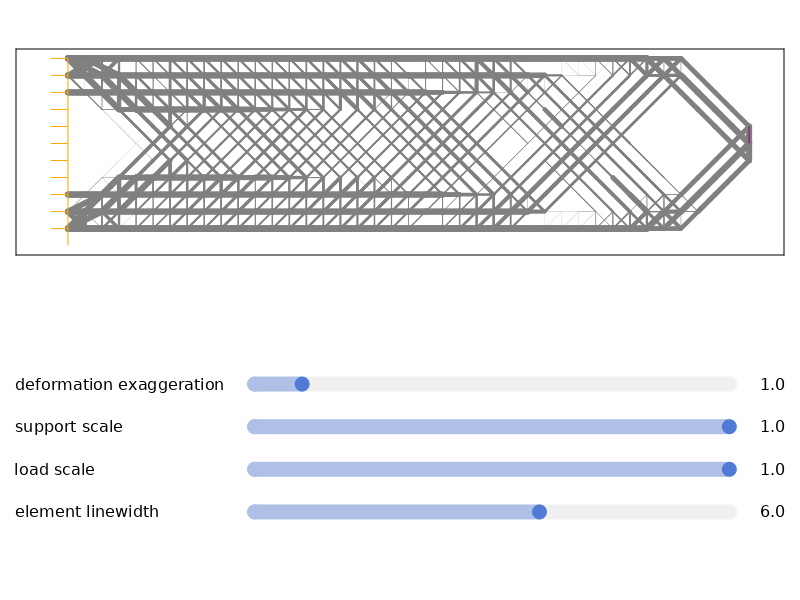 deformation exaggeration 1.0
support scale 1.0
load scale 1.0
element linewidth 6.0